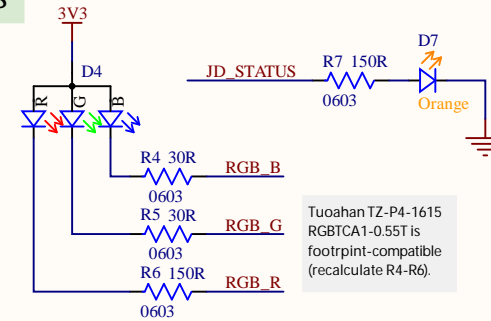 3V3
D4
R
G
B
JD_STATUS
R7 150R
0603
D7
Orange
R4 30R
RGB_B
0603
R5 30R
RGB_G
0603
R6 150R
RGB_R
0603
Tuoahan TZ-P4-1615
RGBTCA1-0.55T is
footrpint-compatible
(recalculate R4-R6).